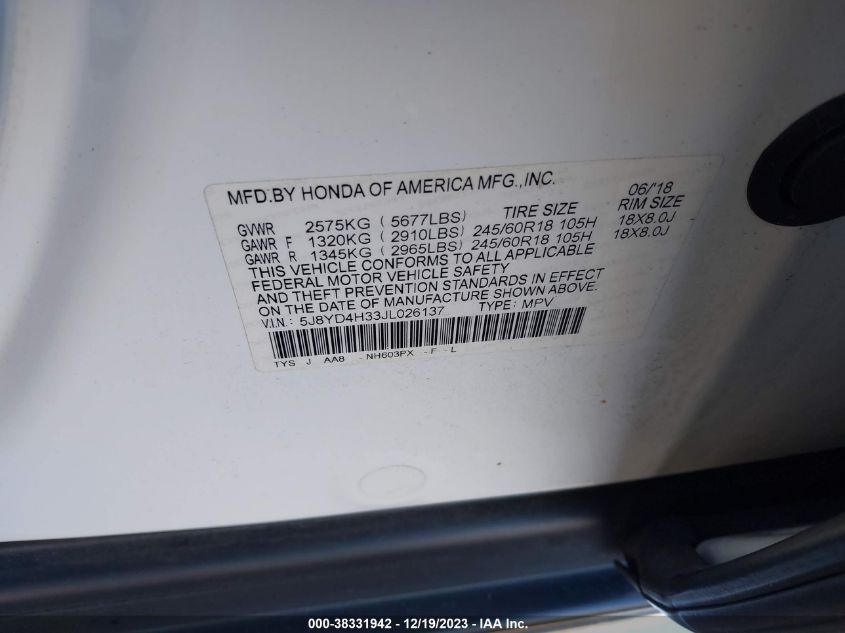 MFD.BY HONDA OF AMERICA MFG.,INC. 06/'18
GVWR 2575KG ( 5677LBS) TIRE SIZE RIM SIZE
GAWR F 1320KG ( 2910LBS) 245/60R18 105H 18X8.0J
GAWR R 1345KG ( 2965LBS) 245/60R18 105H 18X8.0J
THIS VEHICLE CONFORMS TO ALL APPLICABLE
FEDERAL MOTOR VEHICLE SAFETY
AND THEFT PREVENTION STANDARDS IN EFFECT
ON THE DATE OF MANUFACTURE SHOWN ABOVE.
V.I.N.: 5J8YD4H33JL026137 TYPE: MPV
TYS J AA8 - NH603PX - F - L
000-38331942 - 12/19/2023 - IAA Inc.